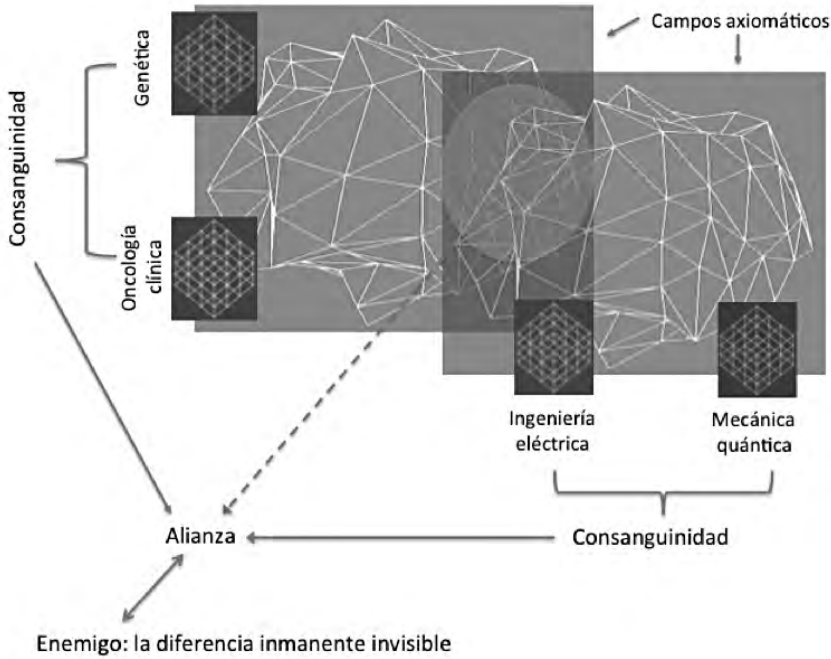 Campos axiomáticos
Genética
Consanguinidad
Oncología
clínica
Ingeniería
eléctrica
Mecánica
quántica
Alianza
Consanguinidad
Enemigo: la diferencia inmanente invisible